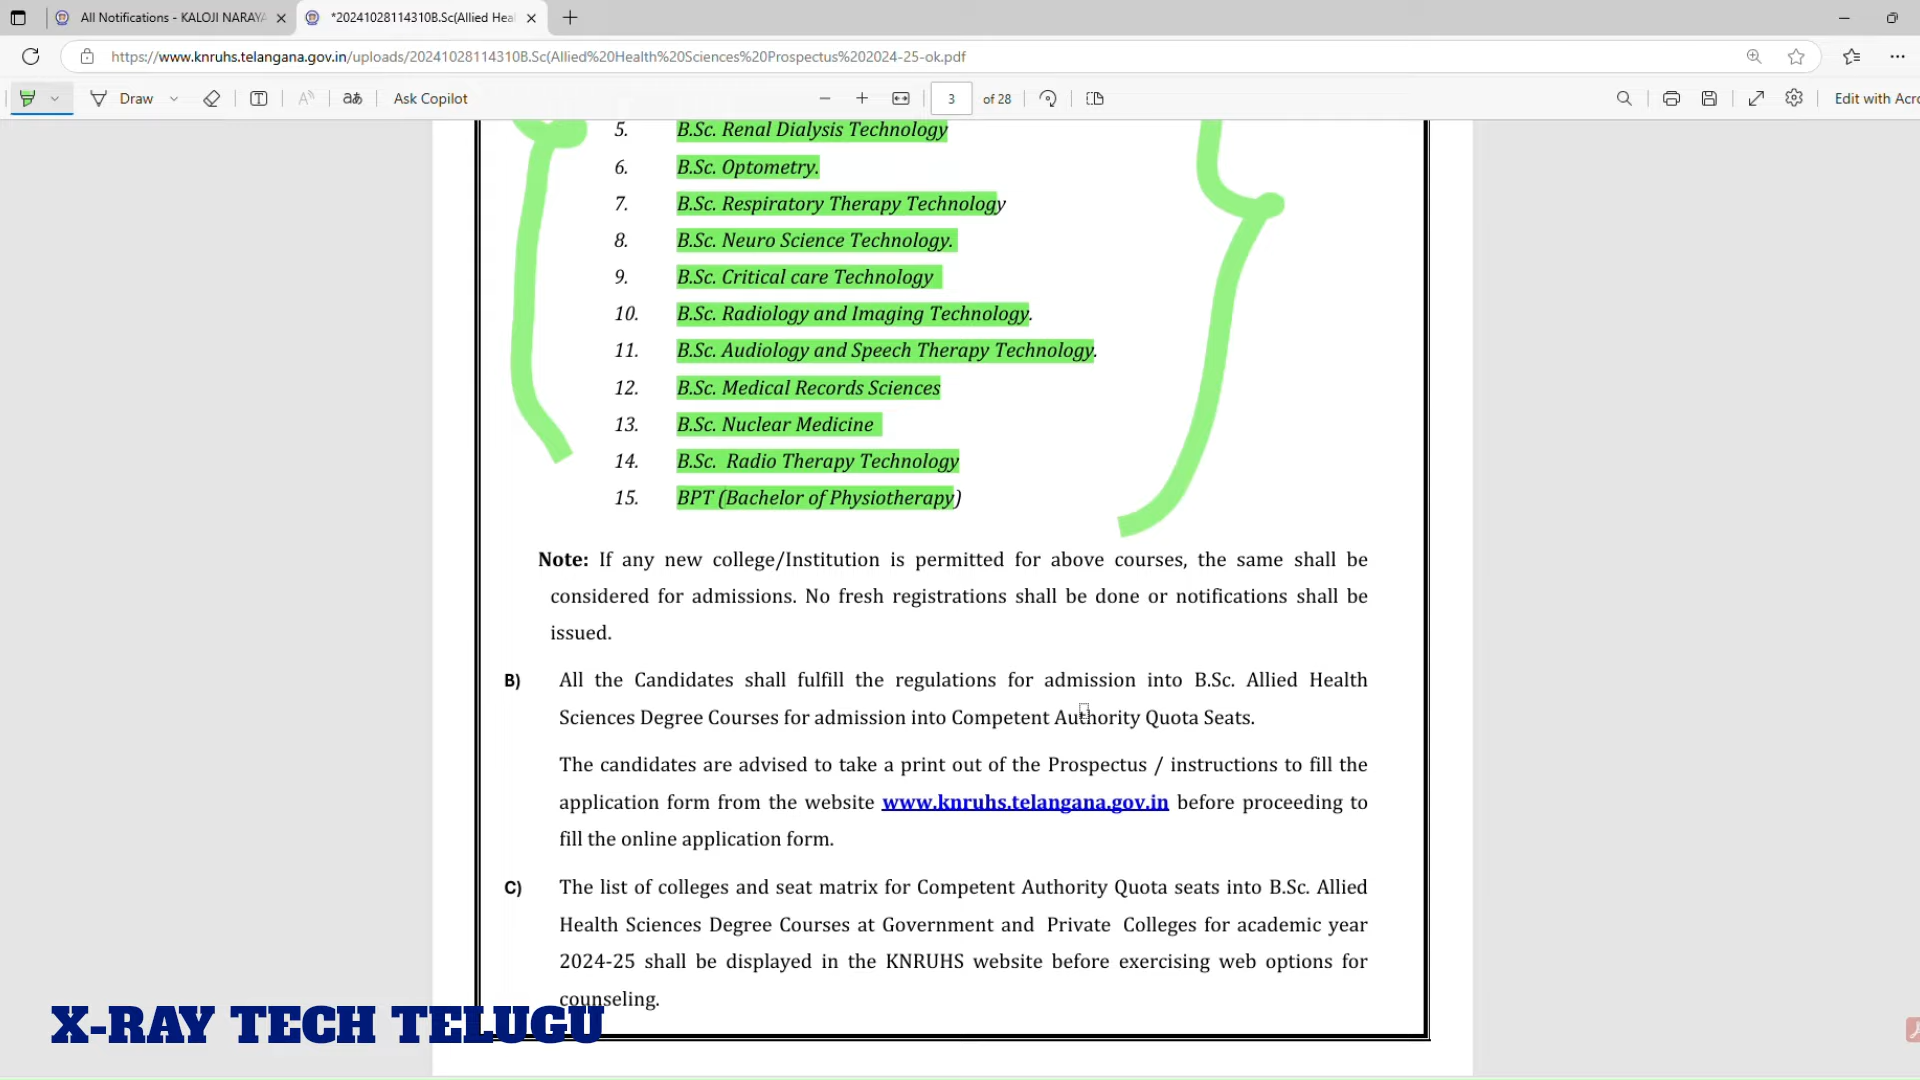 All Notifications - KALOJI NARAYA
*20241028114310B.Sc(Allied Hea
https://www.knruhs.telangana.gov.in/uploads/20241028114310B.Sc(Allied%20Health%20Sciences%20Prospectus%202024-25-ok.pdf
Draw
Ask Copilot
3 of 28
Edit with Acro
5. B.Sc. Renal Dialysis Technology
6. B.Sc. Optometry.
7. B.Sc. Respiratory Therapy Technology
8. B.Sc. Neuro Science Technology.
9. B.Sc. Critical care Technology
10. B.Sc. Radiology and Imaging Technology.
11. B.Sc. Audiology and Speech Therapy Technology.
12. B.Sc. Medical Records Sciences
13. B.Sc. Nuclear Medicine
14. B.Sc. Radio Therapy Technology
15. BPT (Bachelor of Physiotherapy)
Note: If any new college/Institution is permitted for above courses, the same shall be
considered for admissions. No fresh registrations shall be done or notifications shall be
issued.
B) All the Candidates shall fulfill the regulations for admission into B.Sc. Allied Health
Sciences Degree Courses for admission into Competent Authority Quota Seats.
The candidates are advised to take a print out of the Prospectus / instructions to fill the
application form from the website www.knruhs.telangana.gov.in before proceeding to
fill the online application form.
C) The list of colleges and seat matrix for Competent Authority Quota seats into B.Sc. Allied
Health Sciences Degree Courses at Government and Private Colleges for academic year
2024-25 shall be displayed in the KNRUHS website before exercising web options for
counseling.
X-RAY TECH TELUGU